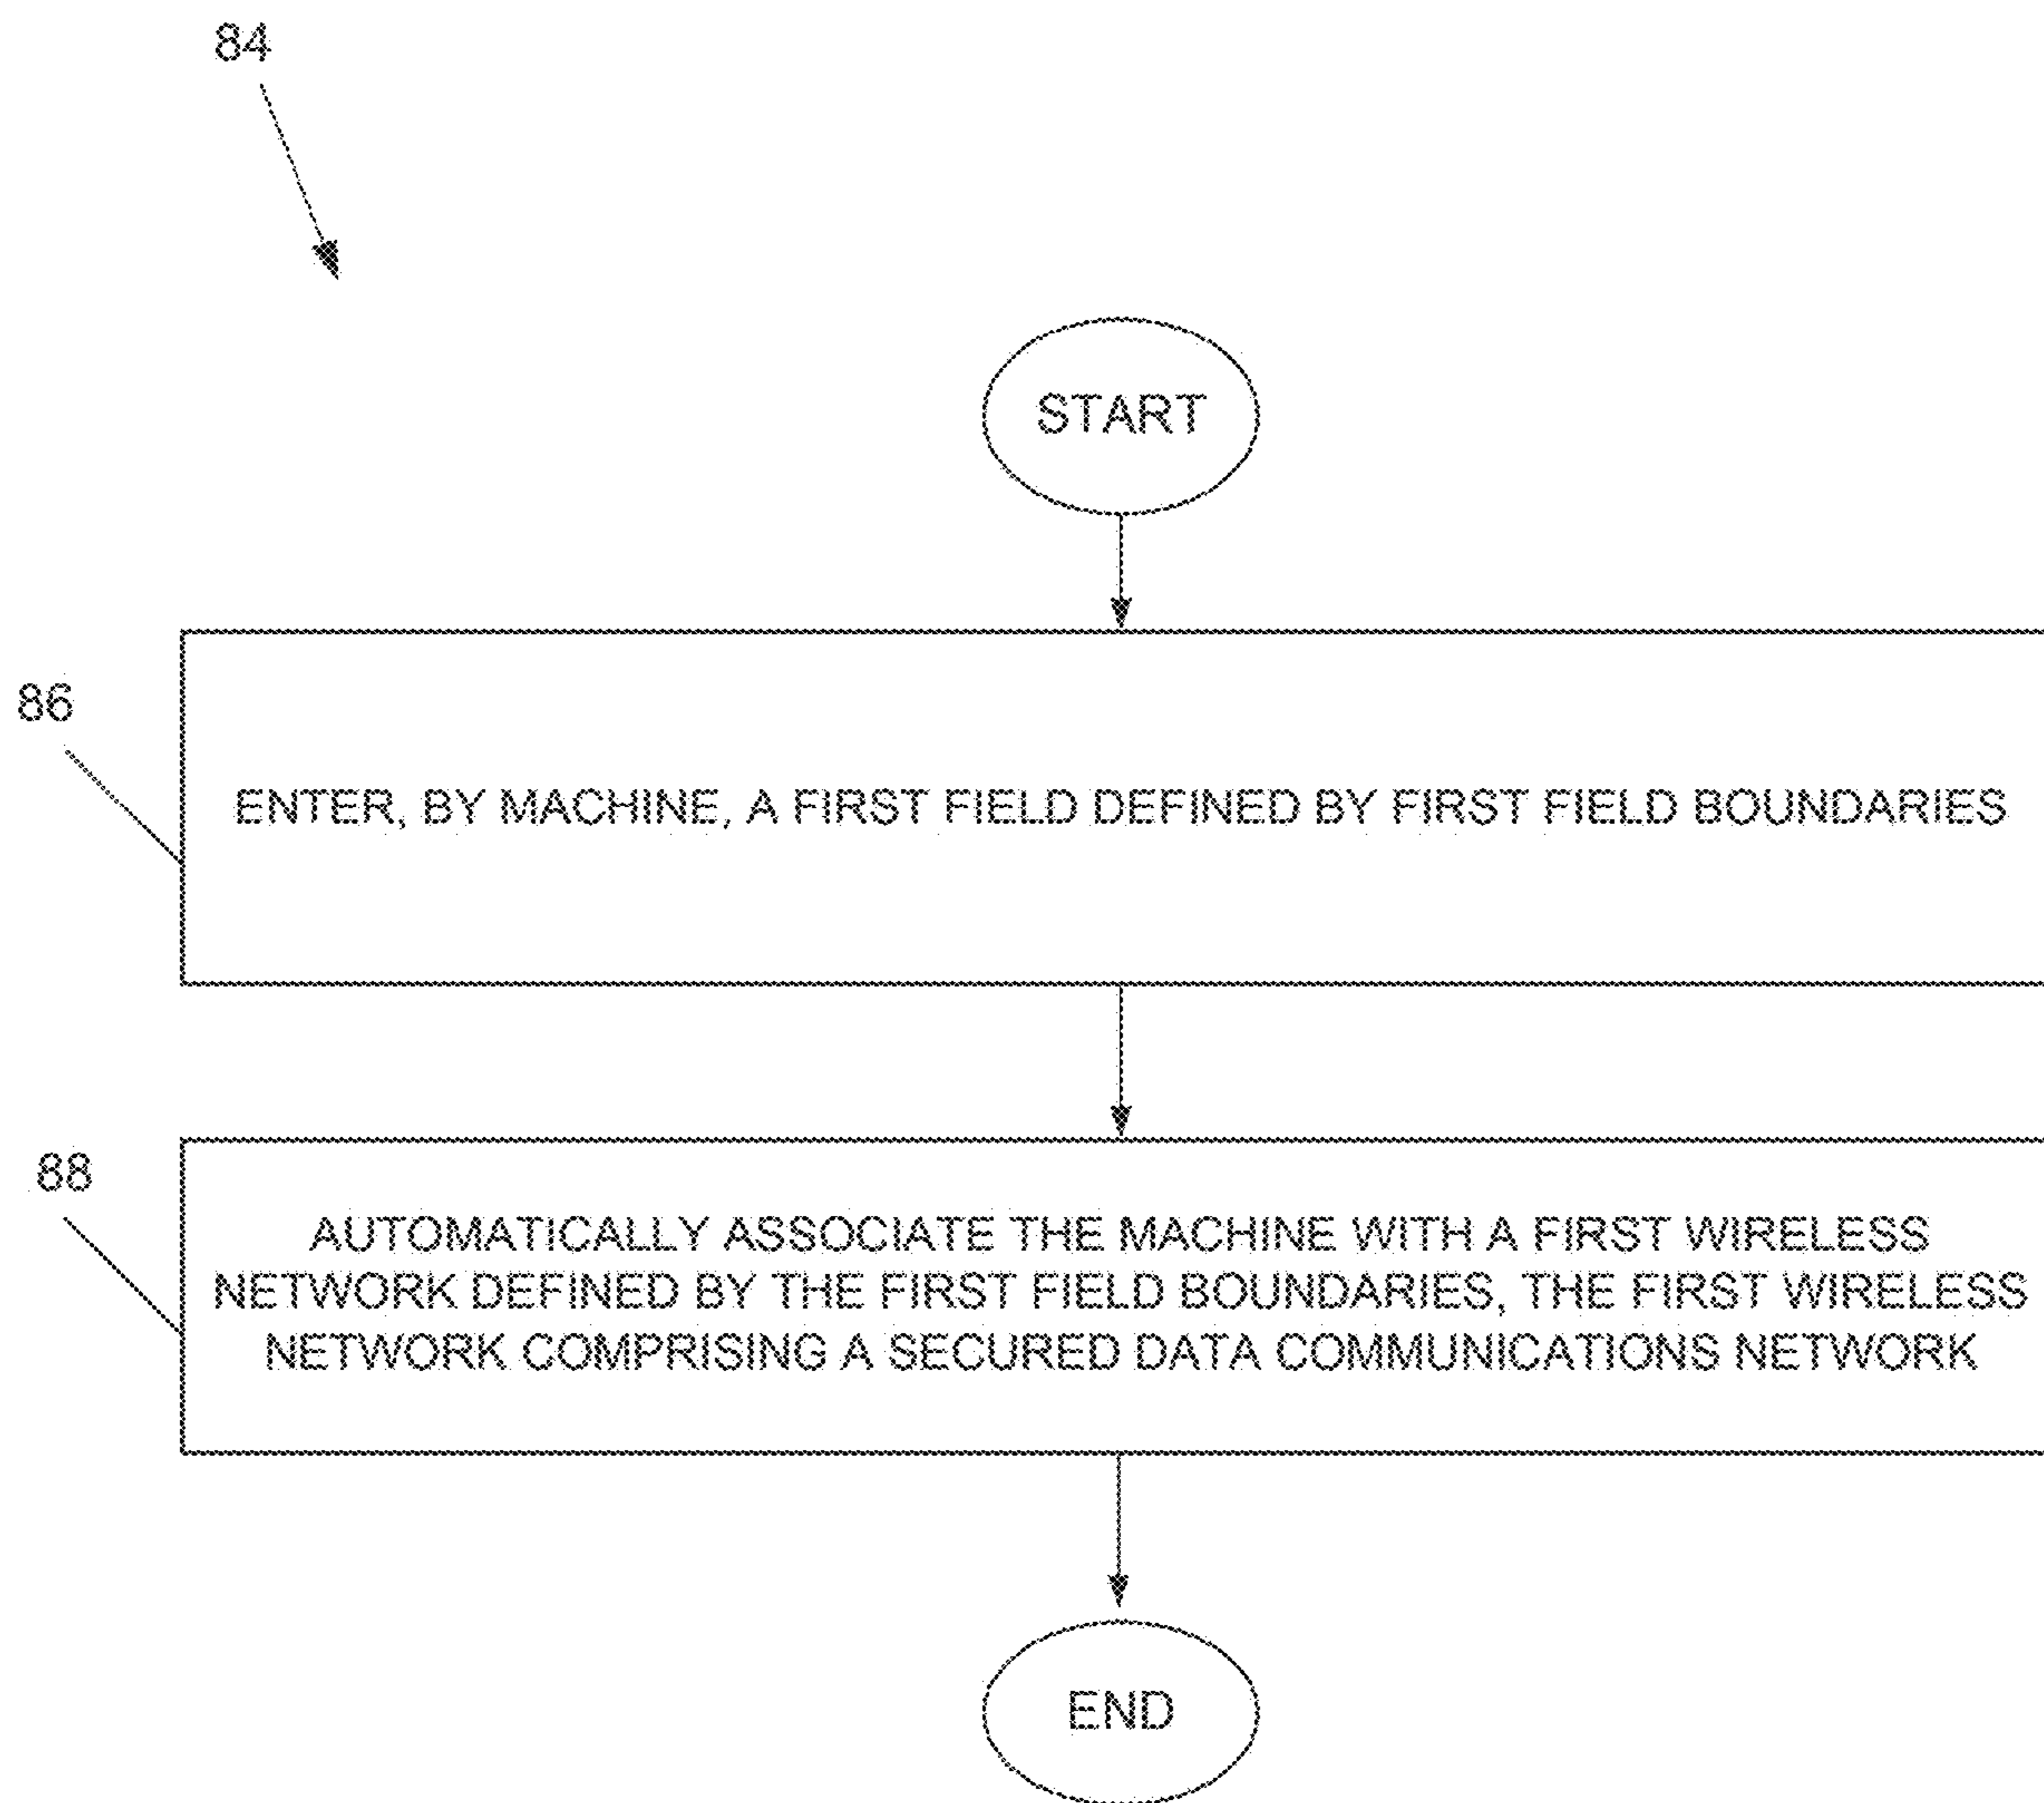 84
START
86
ENTER, BY MACHINE, A FIRST FIELD DEFINED BY FIRST FIELD BOUNDARIES
88
AUTOMATICALLY ASSOCIATE THE MACHINE WITH A FIRST WIRELESS
NETWORK DEFINED BY THE FIRST FIELD BOUNDARIES, THE FIRST WIRELESS
NETWORK COMPRISING A SECURED DATA COMMUNICATIONS NETWORK
END